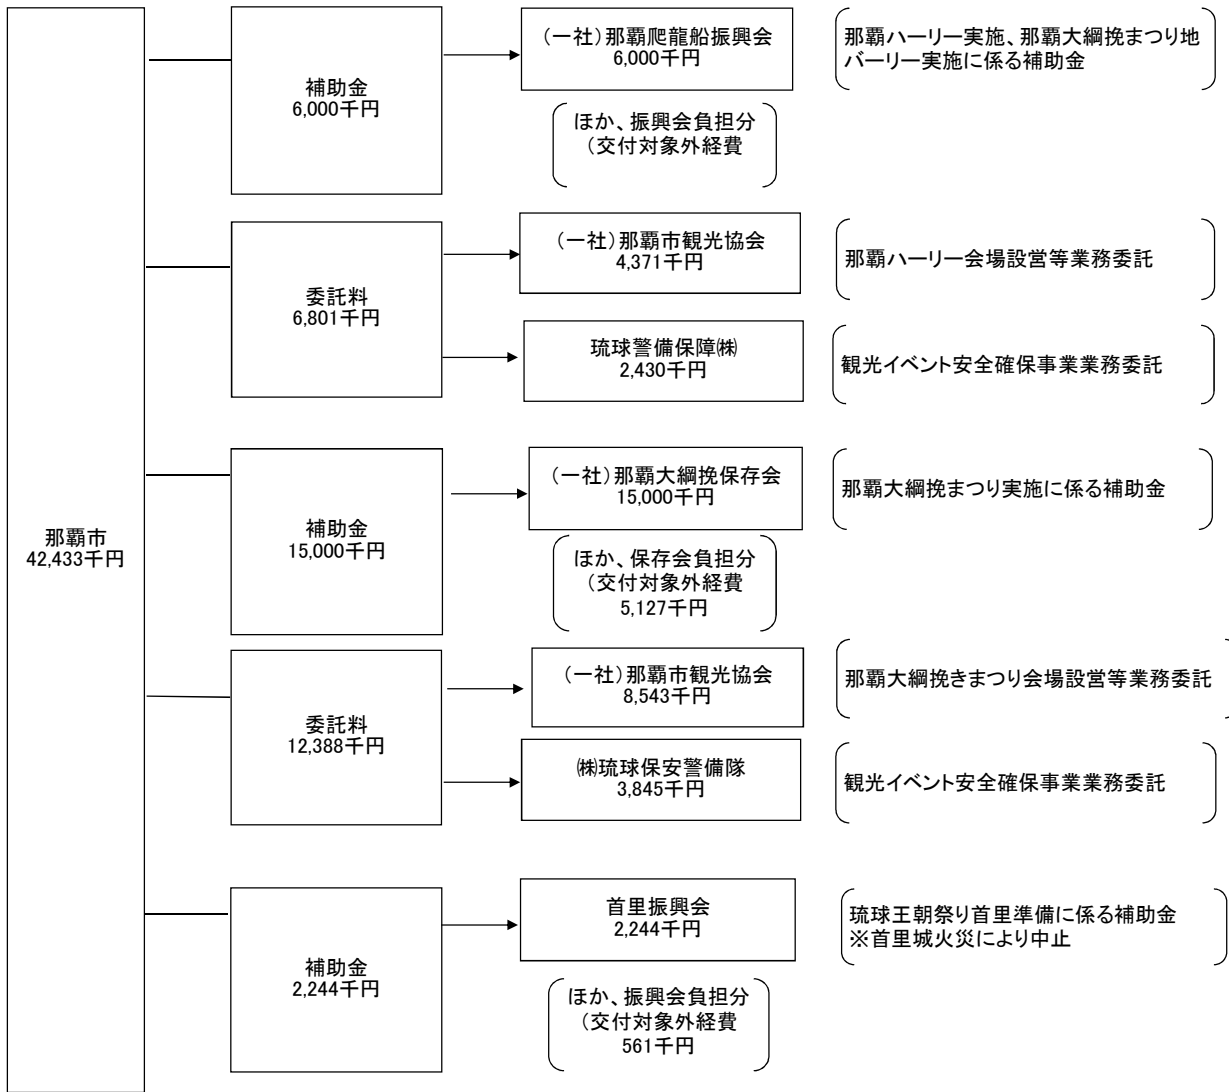 那覇市
42,433千円
補助金
6,000千円
(一社)那覇爬龍船振興会
6,000千円
ほか、振興会負担分
(交付対象外経費
那覇ハーリー実施、那覇大綱挽まつり地
バーリー実施に係る補助金
委託料
6,801千円
(一社)那覇市観光協会
4,371千円
那覇ハーリー会場設営等業務委託
琉球警備保障㈱
2,430千円
観光イベント安全確保事業業務委託
補助金
15,000千円
(一社)那覇大綱挽保存会
15,000千円
ほか、保存会負担分
(交付対象外経費
5,127千円
那覇大綱挽まつり実施に係る補助金
委託料
12,388千円
(一社)那覇市観光協会
8,543千円
那覇大綱挽きまつり会場設営等業務委託
㈱琉球保安警備隊
3,845千円
観光イベント安全確保事業業務委託
補助金
2,244千円
首里振興会
2,244千円
ほか、振興会負担分
(交付対象外経費
561千円
琉球王朝祭り首里準備に係る補助金
※首里城火災により中止